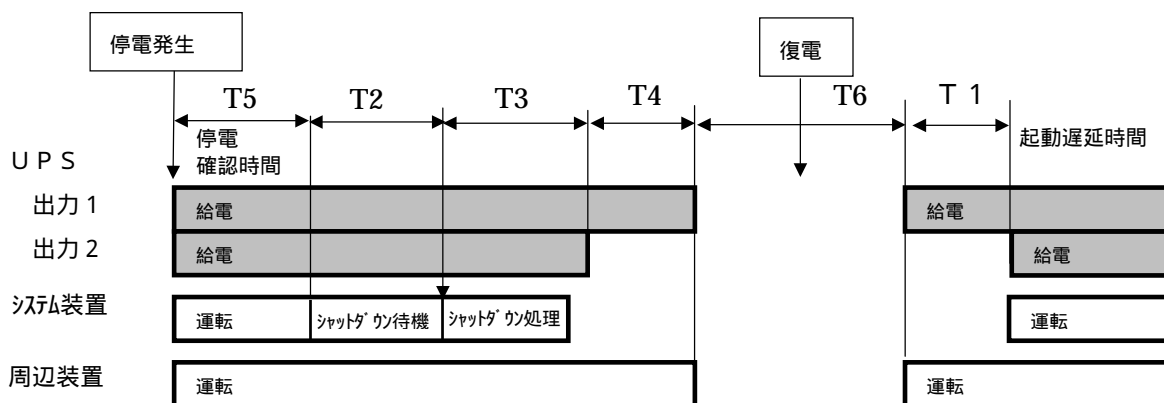 停電発生
復電
T5
T2
T3
T4
T6
Ｔ１
停電
確認時間
起動遅延時間
ＵＰＳ
出力１
給電
給電
出力２
給電
給電
ｼｽﾃﾑ装置
運転
ｼｬｯﾄﾀﾞｳﾝ待機
ｼｬｯﾄﾀﾞｳﾝ処理
運転
周辺装置
運転
運転